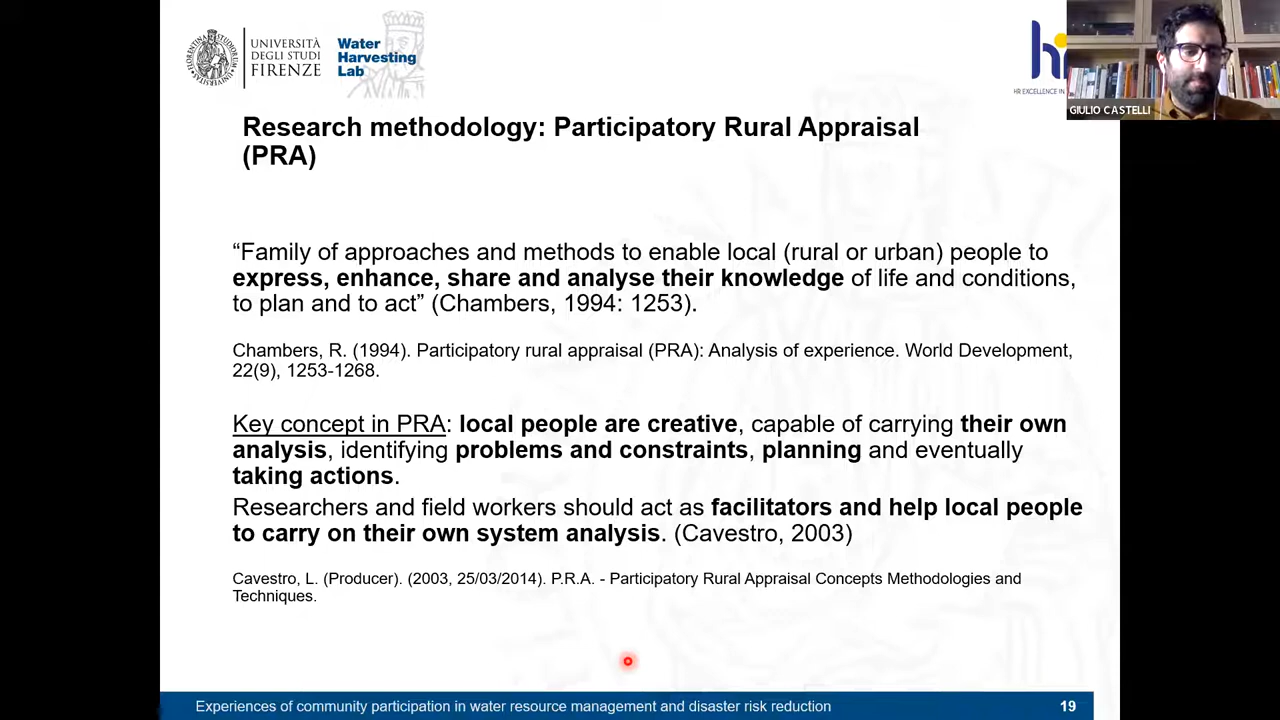 UNIVERSITÀ
DEGLI STUDI
FIRENZE
Water
Harvesting
Lab
HR EXCELLENCE IN
GIULIO CASTELLI
Research methodology: Participatory Rural Appraisal
(PRA)
“Family of approaches and methods to enable local (rural or urban) people to
express, enhance, share and analyse their knowledge of life and conditions,
to plan and to act” (Chambers, 1994: 1253).
Chambers, R. (1994). Participatory rural appraisal (PRA): Analysis of experience. World Development,
22(9), 1253-1268.
Key concept in PRA: local people are creative, capable of carrying their own
analysis, identifying problems and constraints, planning and eventually
taking actions.
Researchers and field workers should act as facilitators and help local people
to carry on their own system analysis. (Cavestro, 2003)
Cavestro, L. (Producer). (2003, 25/03/2014). P.R.A. - Participatory Rural Appraisal Concepts Methodologies and
Techniques.
Experiences of community participation in water resource management and disaster risk reduction
19